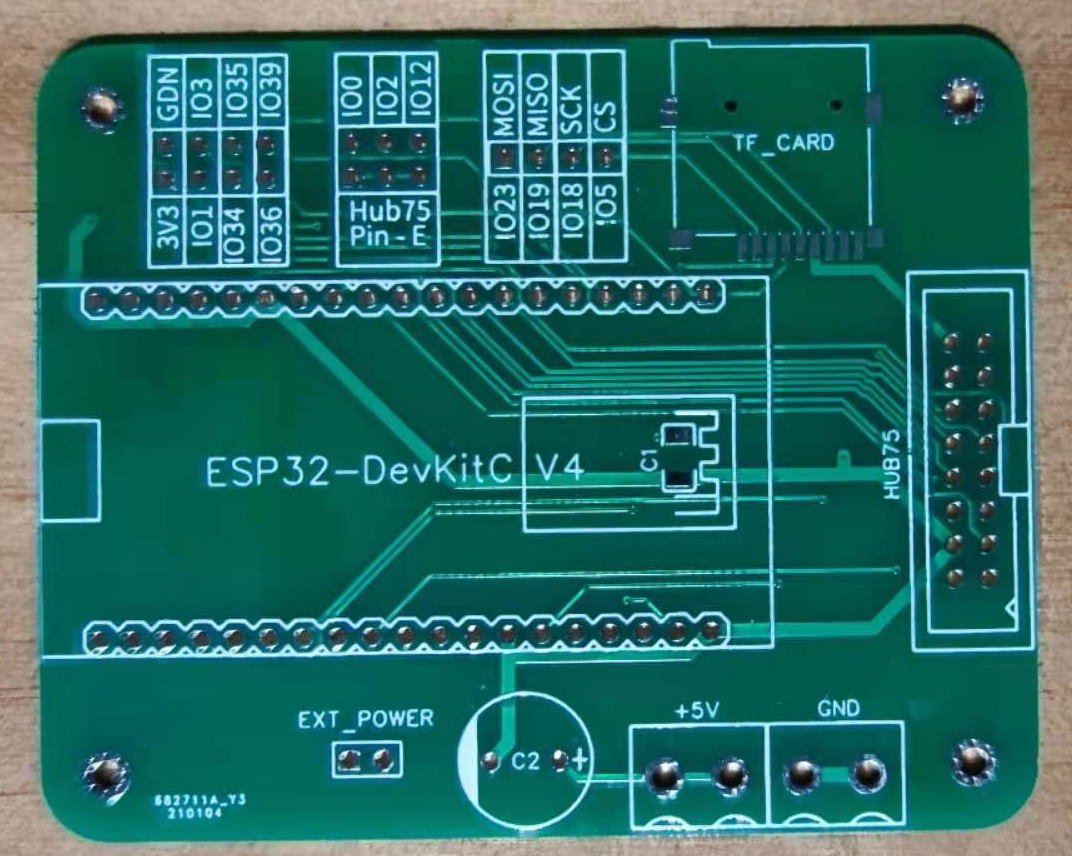 GDN IO3 IO35 IO39
3V3 IO1 IO34 IO36
IO0 IO2 IO12
Hub75
Pin-E
MOSI MISO SCK CS
IO23 IO19 IO18 IO5
TF_CARD
ESP32-DevKitC V4
C1
HUB75
EXT_POWER
C2 +
+5V
GND
682711A_Y3
210104